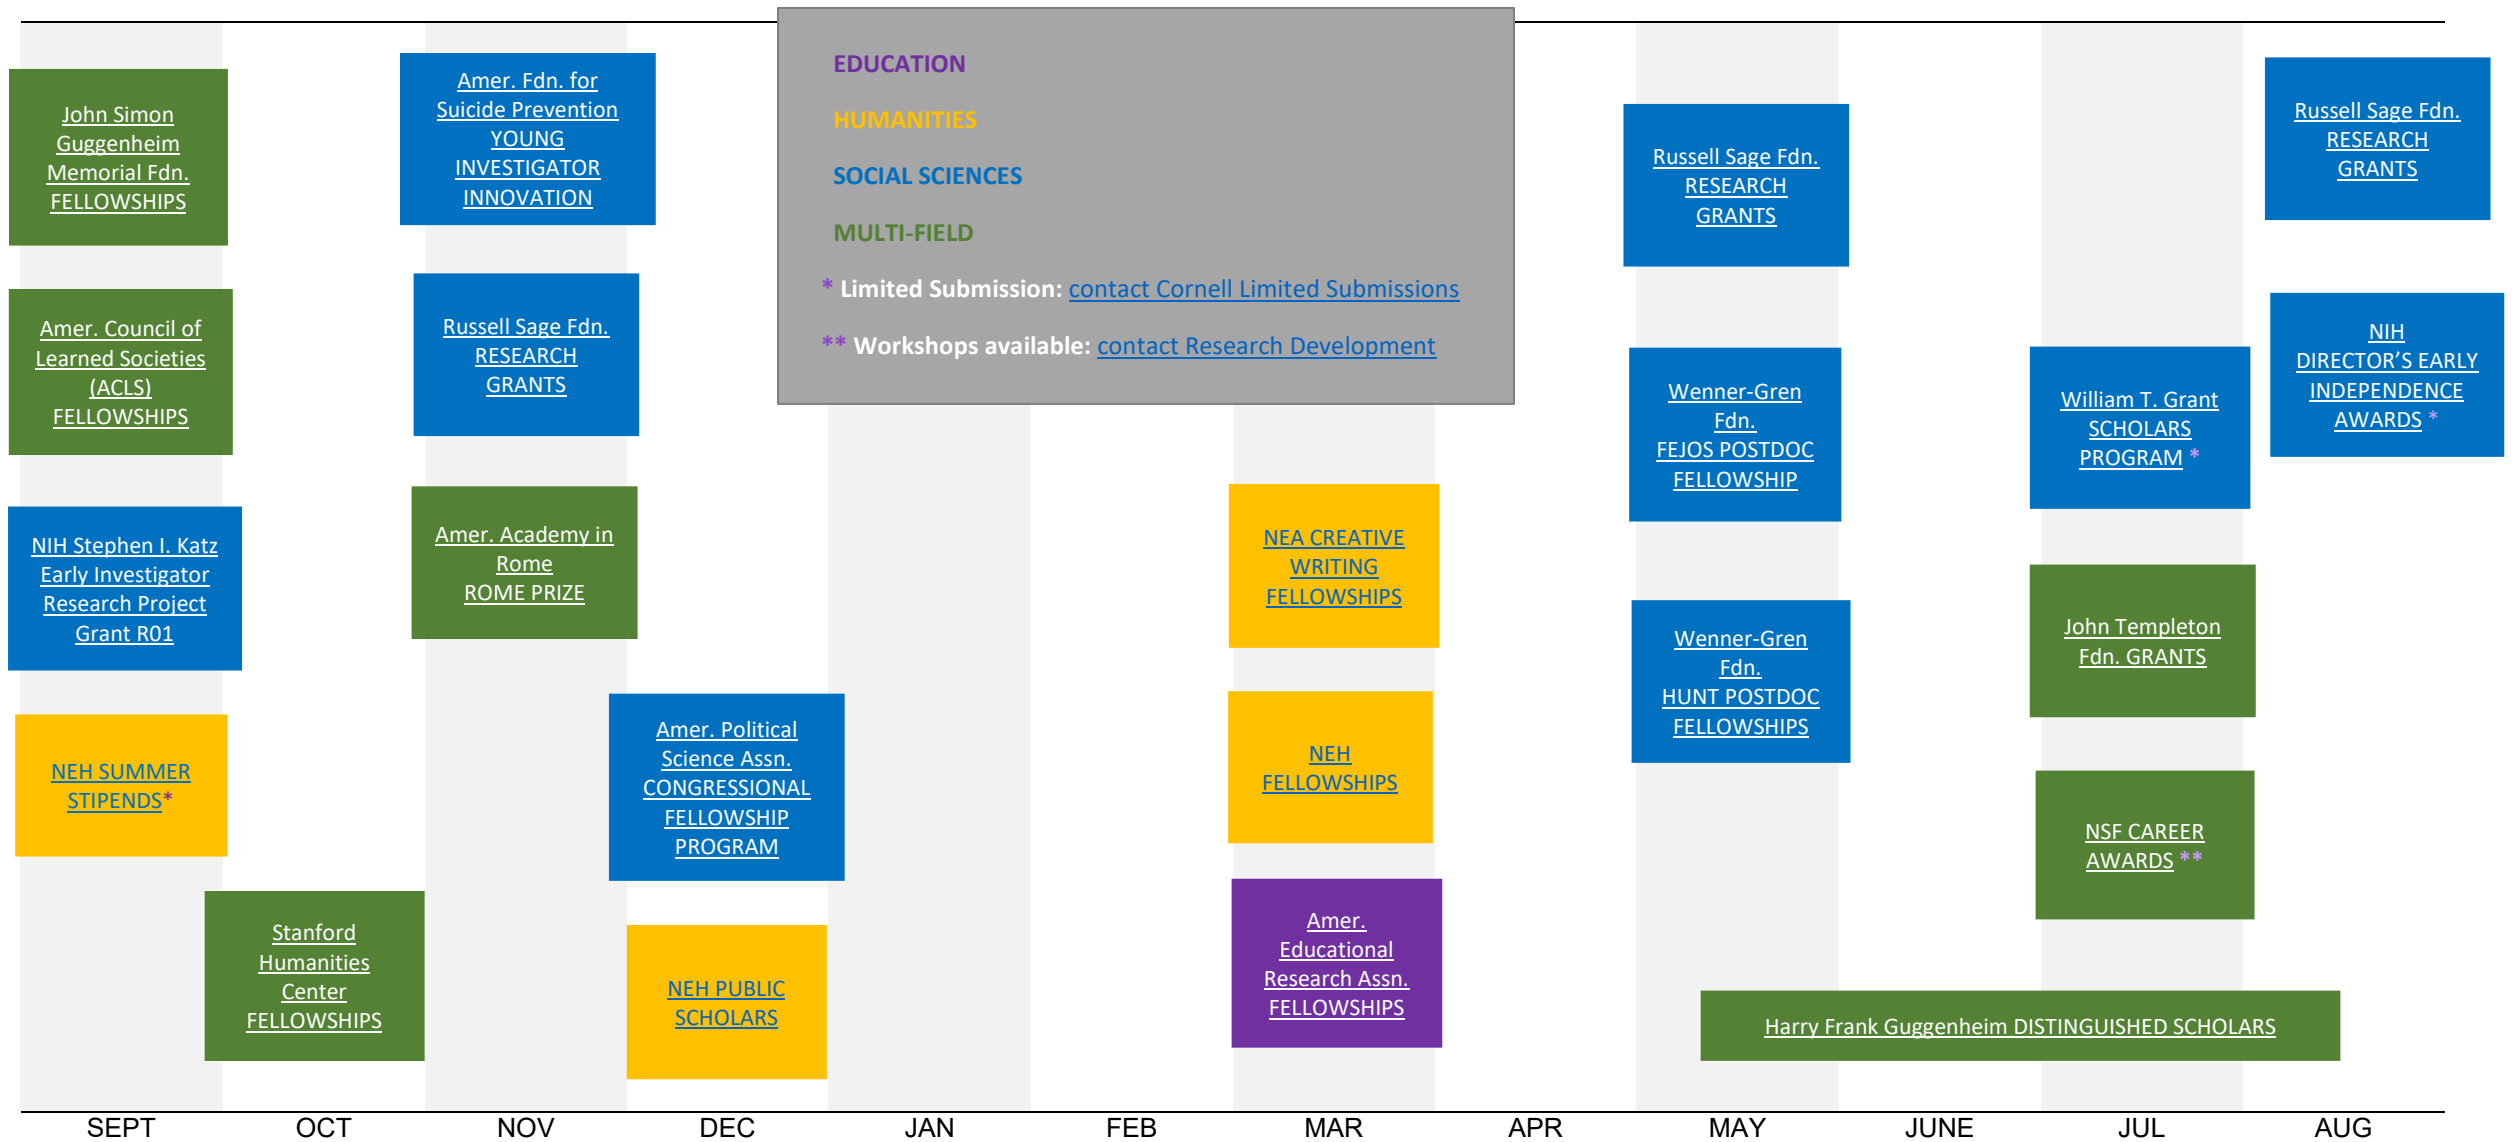 John Simon
Guggenheim
Memorial Fdn.
FELLOWSHIPS
Amer. Council of
Learned Societies
(ACLS)
FELLOWSHIPS
NIH Stephen I. Katz
Early Investigator
Research Project
Grant R01
NEH SUMMER
STIPENDS*
Stanford
Humanities
Center
FELLOWSHIPS
Amer. Fdn. for
Suicide Prevention
YOUNG
INVESTIGATOR
INNOVATION
Russell Sage Fdn.
RESEARCH
GRANTS
Amer. Academy in
Rome
ROME PRIZE
Amer. Political
Science Assn.
CONGRESSIONAL
FELLOWSHIP
PROGRAM
NEH PUBLIC
SCHOLARS
EDUCATION
HUMANITIES
SOCIAL SCIENCES
MULTI-FIELD
* Limited Submission: contact Cornell Limited Submissions
** Workshops available: contact Research Development
NEA CREATIVE
WRITING
FELLOWSHIPS
NEH
FELLOWSHIPS
Amer.
Educational
Research Assn.
FELLOWSHIPS
Russell Sage Fdn.
RESEARCH
GRANTS
Wenner-Gren
Fdn.
FEJOS POSTDOC
FELLOWSHIP
Wenner-Gren
Fdn.
HUNT POSTDOC
FELLOWSHIPS
William T. Grant
SCHOLARS
PROGRAM *
John Templeton
Fdn. GRANTS
NSF CAREER
AWARDS **
Russell Sage Fdn.
RESEARCH
GRANTS
NIH
DIRECTOR'S EARLY
INDEPENDENCE
AWARDS *
Harry Frank Guggenheim DISTINGUISHED SCHOLARS
SEPT OCT NOV DEC JAN FEB MAR APR MAY JUNE JUL AUG